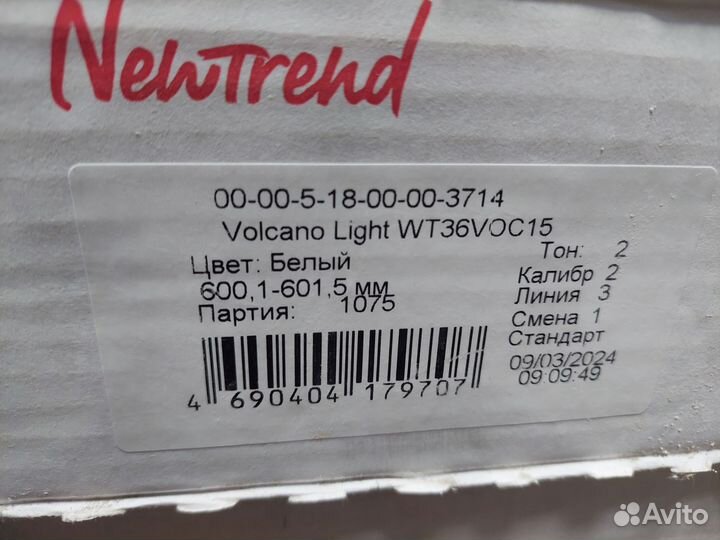 Newtrend
00-00-5-18-00-00-3714
Volcano Light WT36VOC15
Цвет: Белый
Тон: 2
600,1-601,5 мм
Калибр 2
Партия: 1075
Линия 3
Смена 1
Стандарт
09/03/2024
09:09:49
4 690404 179707
Avito